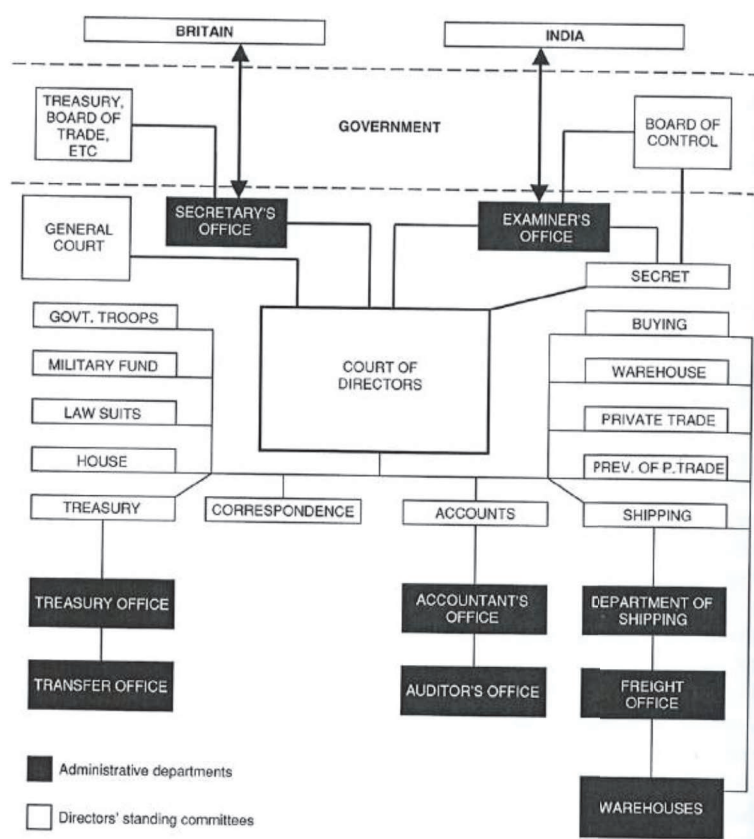 BRITAIN
INDIA
TREASURY,
BOARD OF
TRADE,
ETC
GOVERNMENT
BOARD OF
CONTROL
SECRETARY'S
OFFICE
EXAMINER'S
OFFICE
GENERAL
COURT
SECRET
GOVT. TROOPS
BUYING
MILITARY FUND
COURT OF
DIRECTORS
WAREHOUSE
LAW SUITS
PRIVATE TRADE
HOUSE
PREV. OF P.TRADE
TREASURY
CORRESPONDENCE
ACCOUNTS
SHIPPING
TREASURY OFFICE
ACCOUNTANT'S
OFFICE
DEPARTMENT OF
SHIPPING
TRANSFER OFFICE
AUDITOR'S OFFICE
FREIGHT
OFFICE
Administrative departments
Directors' standing committees
WAREHOUSES